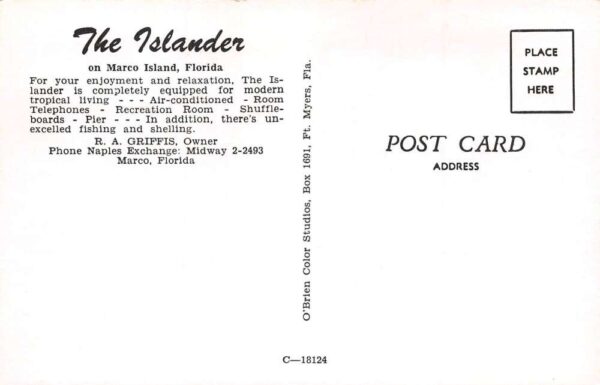 The Islander
on Marco Island, Florida
For your enjoyment and relaxation, The Is-
lander is completely equipped for modern
tropical living - - - Air-conditioned - Room
Telephones - Recreation Room - Shuffle-
boards - Pier - - - In addition, there's un-
excelled fishing and shelling.
R. A. GRIFFIS, Owner
Phone Naples Exchange: Midway 2-2493
Marco, Florida
O'Brien Color Studios, Box 1691, Ft. Myers, Fla.
PLACE
STAMP
HERE
POST CARD
ADDRESS
C—18124